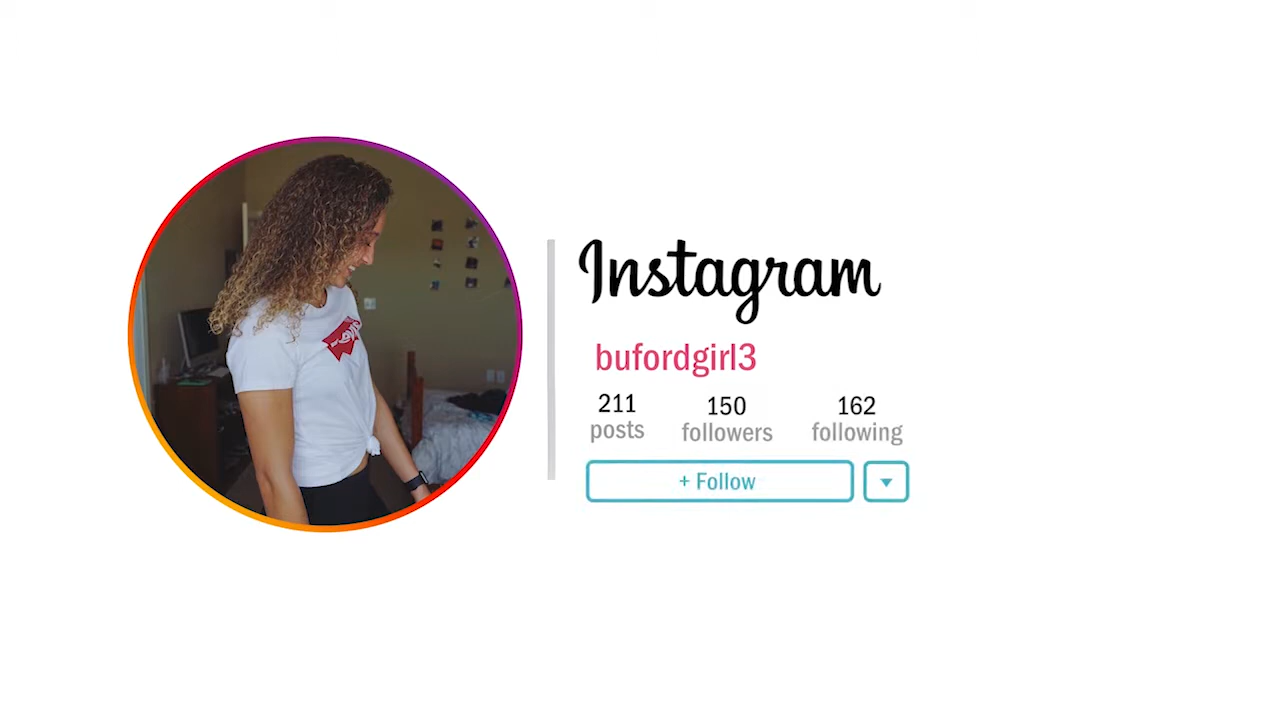 Instagram
bufordgirl3
211 150 162
posts followers following
+ Follow